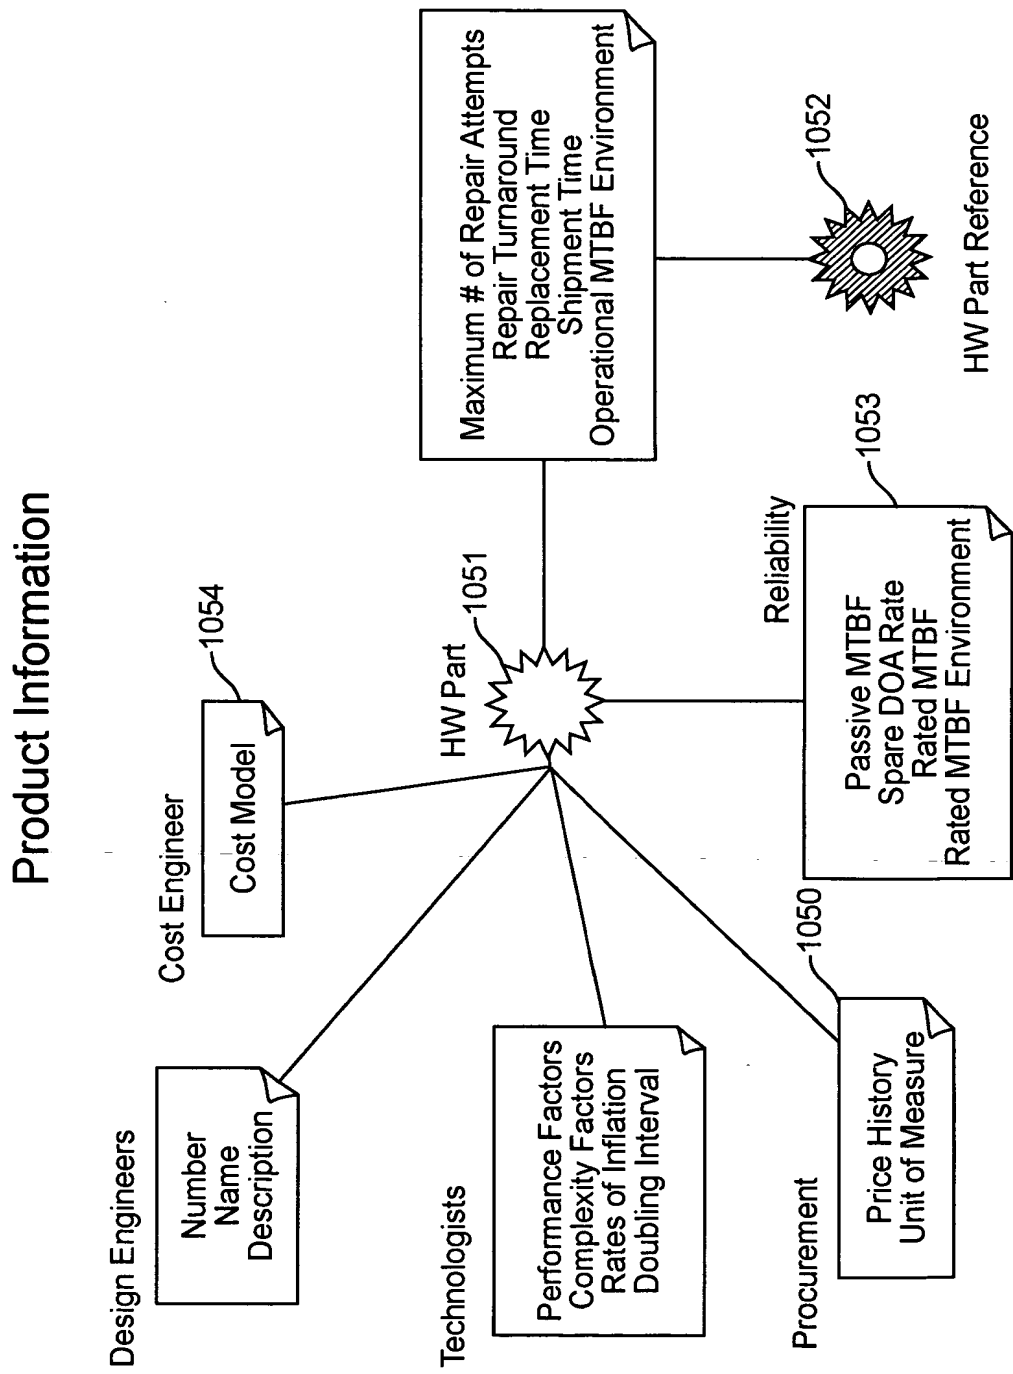 Product Information
Design Engineers
Number
Name
Description
Cost Engineer
Cost Model
1054
Technologists
Performance Factors
Complexity Factors
Rates of Inflation
Doubling Interval
HW Part
1051
Maximum # of Repair Attempts
Repair Turnaround
Replacement Time
Shipment Time
Operational MTBF Environment
Procurement
1050
Price History
Unit of Measure
Reliability
1053
Passive MTBF
Spare DOA Rate
Rated MTBF
Rated MTBF Environment
1052
HW Part Reference